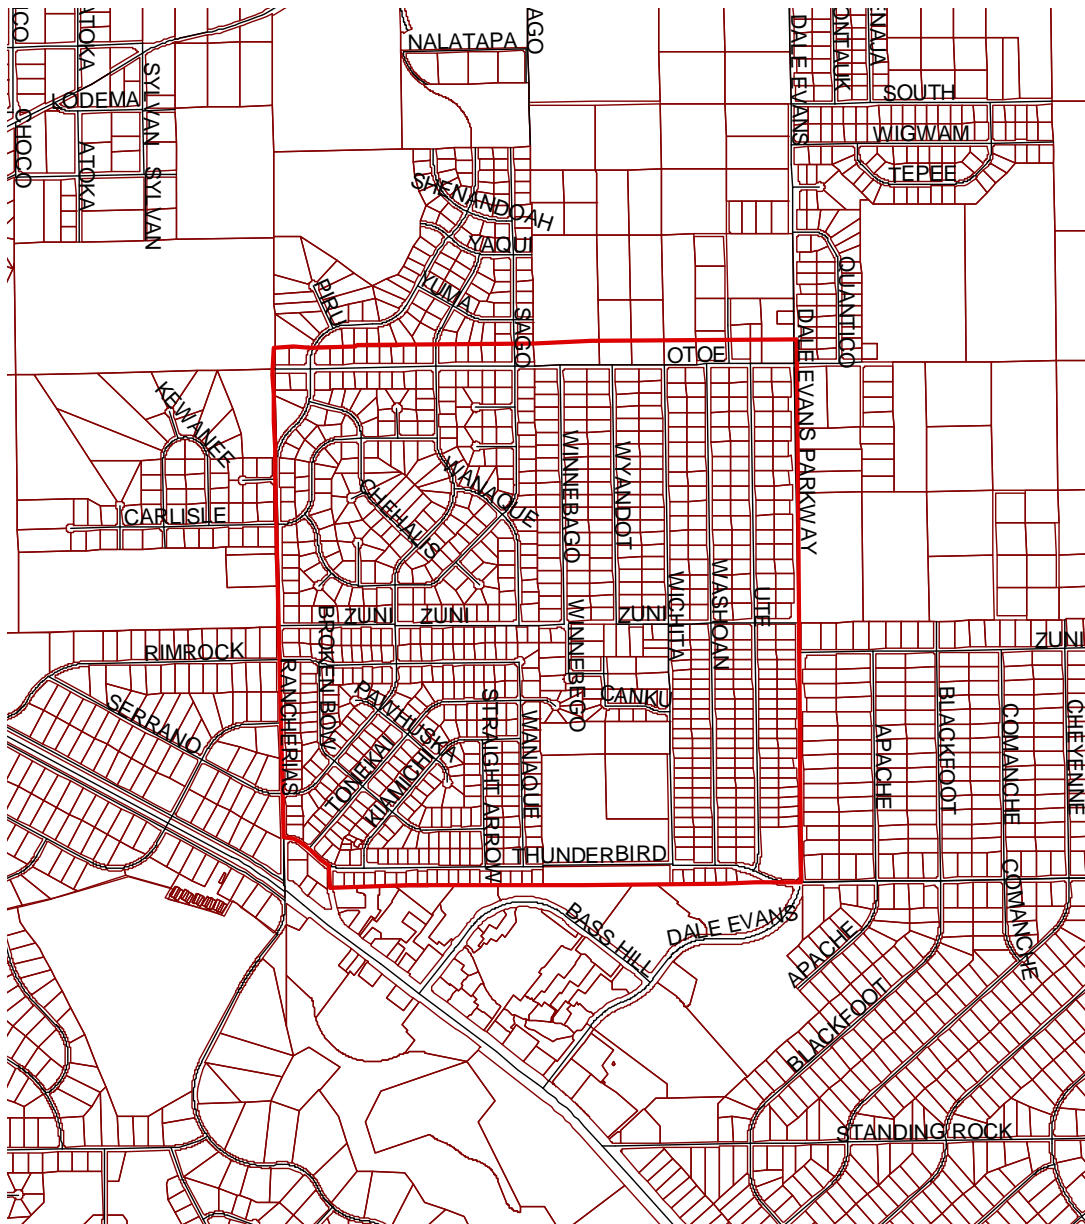 CO
ATOKA
AGO
DALE EVANS
ONTAUK
ENAJA
NALATAPA
SYLVAN
LODEMA
SOUTH
CHOCO
ATOKA
SYLVAN
WIGWAM
TEPEE
SHENANDOAH
YAQUI
PIRU
YUMA
QUANTICO
SAGO
OTOE
DALE EVANS PARKWAY
KEWANEE
WINNEBAGO
WYANDOT
WANAQUE
CHEHALIS
CARLISLE
WICHITA
WASHOAN
UTE
BROKEN BOW
ZUNI
ZUNI
WINNEBEGO
ZUNI
ZUNI
RIMROCK
RANCHERIAS
PAWHUSKA
STRAIGHT ARROW
CANKU
BLACKFOOT
CHEYENNE
SERRANO
MANAQUE
COMANCHE
APACHE
TONEKAI
KIAMICHI
THUNDERBIRD
COMANCHE
BASS HILL
DALE EVANS
APACHE
BLACKFOOT
STANDING ROCK